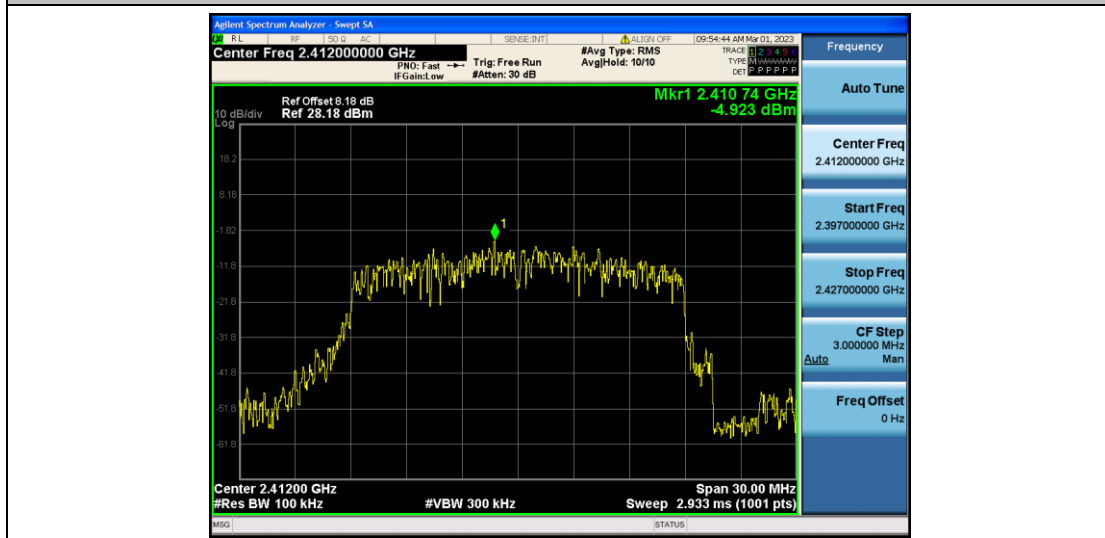 Agilent Spectrum Analyzer - Swept SA
RL RF 50 Ω AC SENSE:INT ALIGN OFF 09:54:44 AM Mar 01, 2023
Center Freq 2.412000000 GHz
#Avg Type: RMS
TRACE 1 2 3 4 5 6
PNO: Fast
Trig: Free Run
Avg|Hold: 10/10
TYPE M
IFGain:Low
#Atten: 30 dB
DET P P P P P P
Mkr1 2.410 74 GHz
-4.923 dBm
Ref Offset 8.18 dB
10 dB/div Ref 28.18 dBm
Log
18.2
8.18
-1.82
1
-11.8
-21.8
-31.8
-41.8
-51.8
-61.8
Center 2.41200 GHz
Span 30.00 MHz
#Res BW 100 kHz
#VBW 300 kHz
Sweep 2.933 ms (1001 pts)
MSG
STATUS
Frequency
Auto Tune
Center Freq
2.412000000 GHz
Start Freq
2.397000000 GHz
Stop Freq
2.427000000 GHz
CF Step
3.000000 MHz
Auto Man
Freq Offset
0 Hz